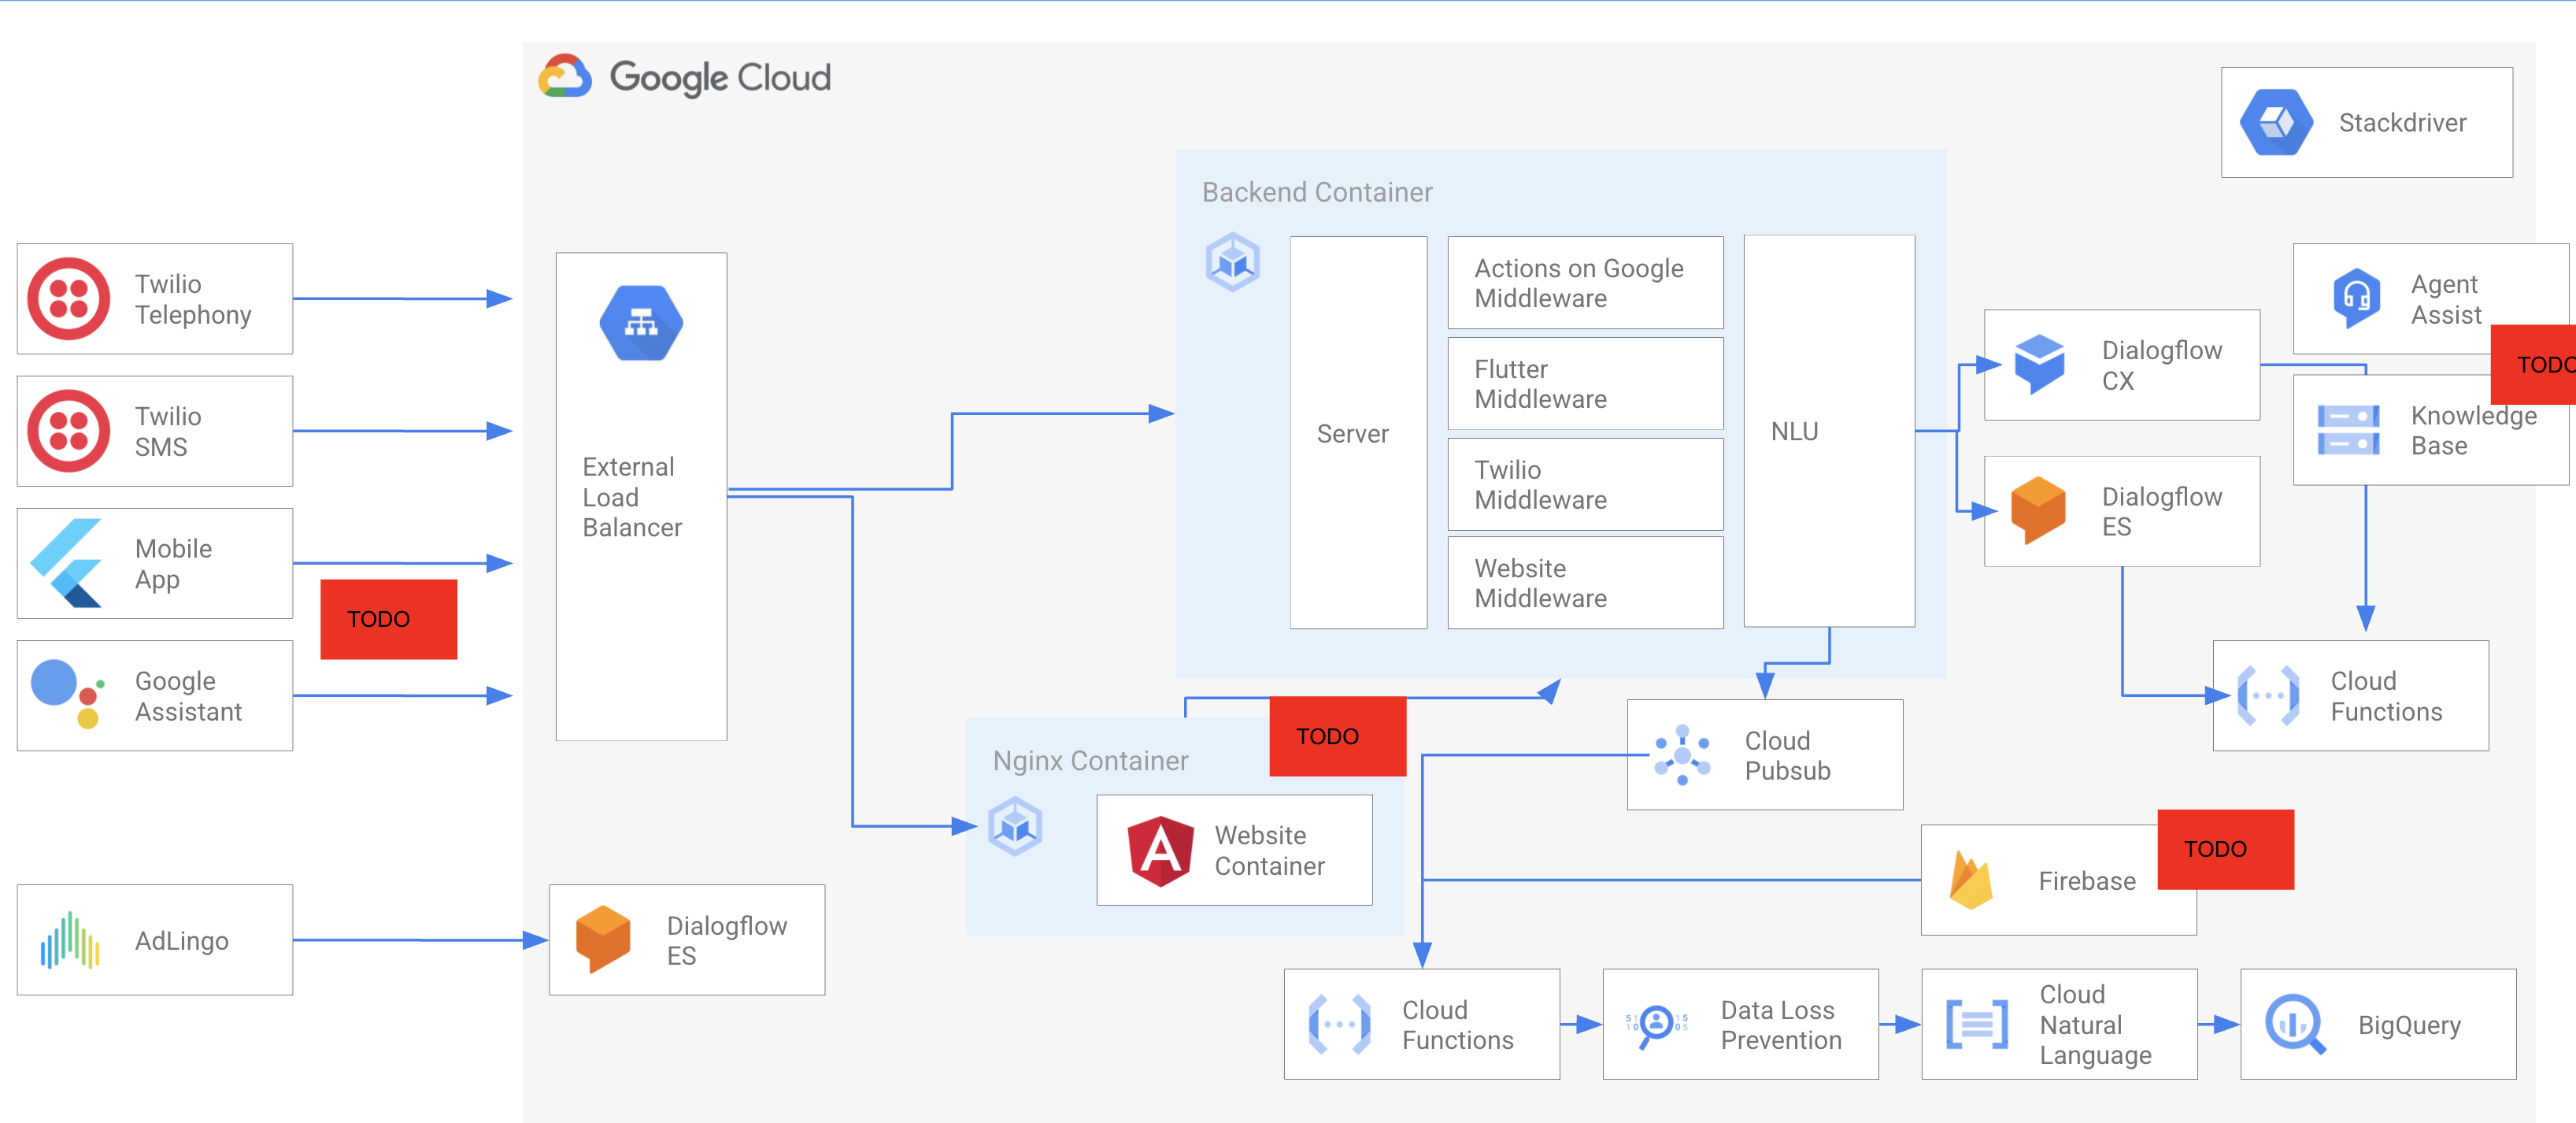 Google Cloud
Stackdriver
Backend Container
Twilio
Telephony
Twilio
SMS
Mobile
App
TODO
Google
Assistant
AdLingo
External
Load
Balancer
Dialogflow
ES
Server
Actions on Google
Middleware
Flutter
Middleware
Twilio
Middleware
Website
Middleware
NLU
Dialogflow
CX
Dialogflow
ES
Agent
Assist
TODO
Knowledge
Base
Cloud
Functions
Nginx Container
TODO
Website
Container
Cloud
Pubsub
Firebase
TODO
Cloud
Functions
Data Loss
Prevention
Cloud
Natural
Language
BigQuery